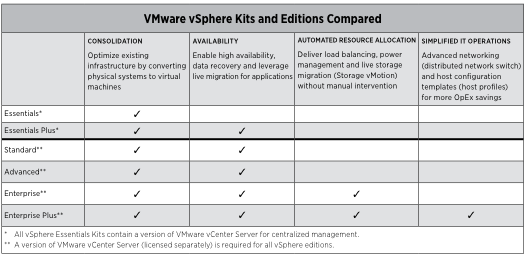 VMware vSphere Kits and Editions Compared
CONSOLIDATION
Optimize existing
infrastructure by converting
physical systems to virtual
machines
AVAILABILITY
Enable high availability,
data recovery and leverage
live migration for applications
AUTOMATED RESOURCE ALLOCATION
Deliver load balancing, power
management and live storage
migration (Storage vMotion)
without manual intervention
SIMPLIFIED IT OPERATIONS
Advanced networking
(distributed network switch)
and host configuration
templates (host profiles)
for more OpEx savings
Essentials* ✓
Essentials Plus* ✓ ✓
Standard** ✓ ✓
Advanced** ✓ ✓
Enterprise** ✓ ✓ ✓
Enterprise Plus** ✓ ✓ ✓ ✓
* All vSphere Essentials Kits contain a version of VMware vCenter Server for centralized management.
** A version of VMware vCenter Server (licensed separately) is required for all vSphere editions.